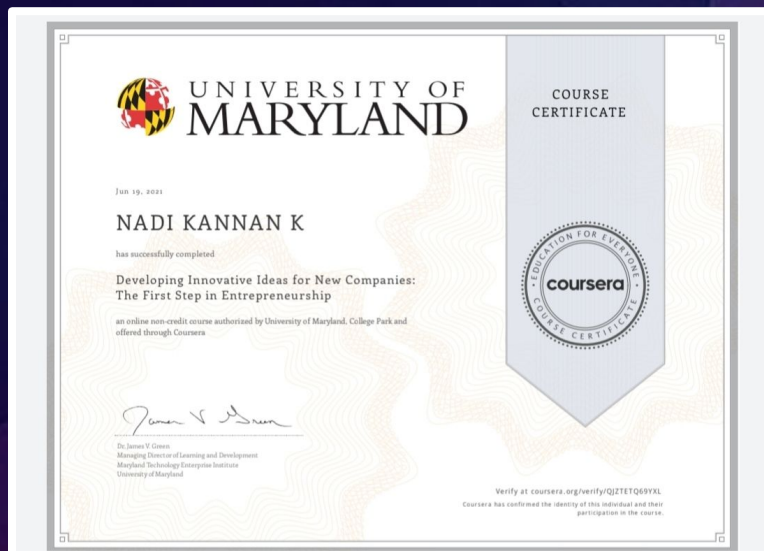 UNIVERSITY OF
MARYLAND
COURSE
CERTIFICATE
Jun 19, 2021
NADI KANNAN K
has successfully completed
Developing Innovative Ideas for New Companies:
The First Step in Entrepreneurship
an online non-credit course authorized by University of Maryland, College Park and
offered through Coursera
EDUCATION FOR EVERYONE
coursera
COURSE CERTIFICATE
James V Green
Dr. James V. Green
Managing Director of Learning and Development
Maryland Technology Enterprise Institute
University of Maryland
Verify at coursera.org/verify/QJZTETQ69YXL
Coursera has confirmed the identity of this individual and their
participation in the course.